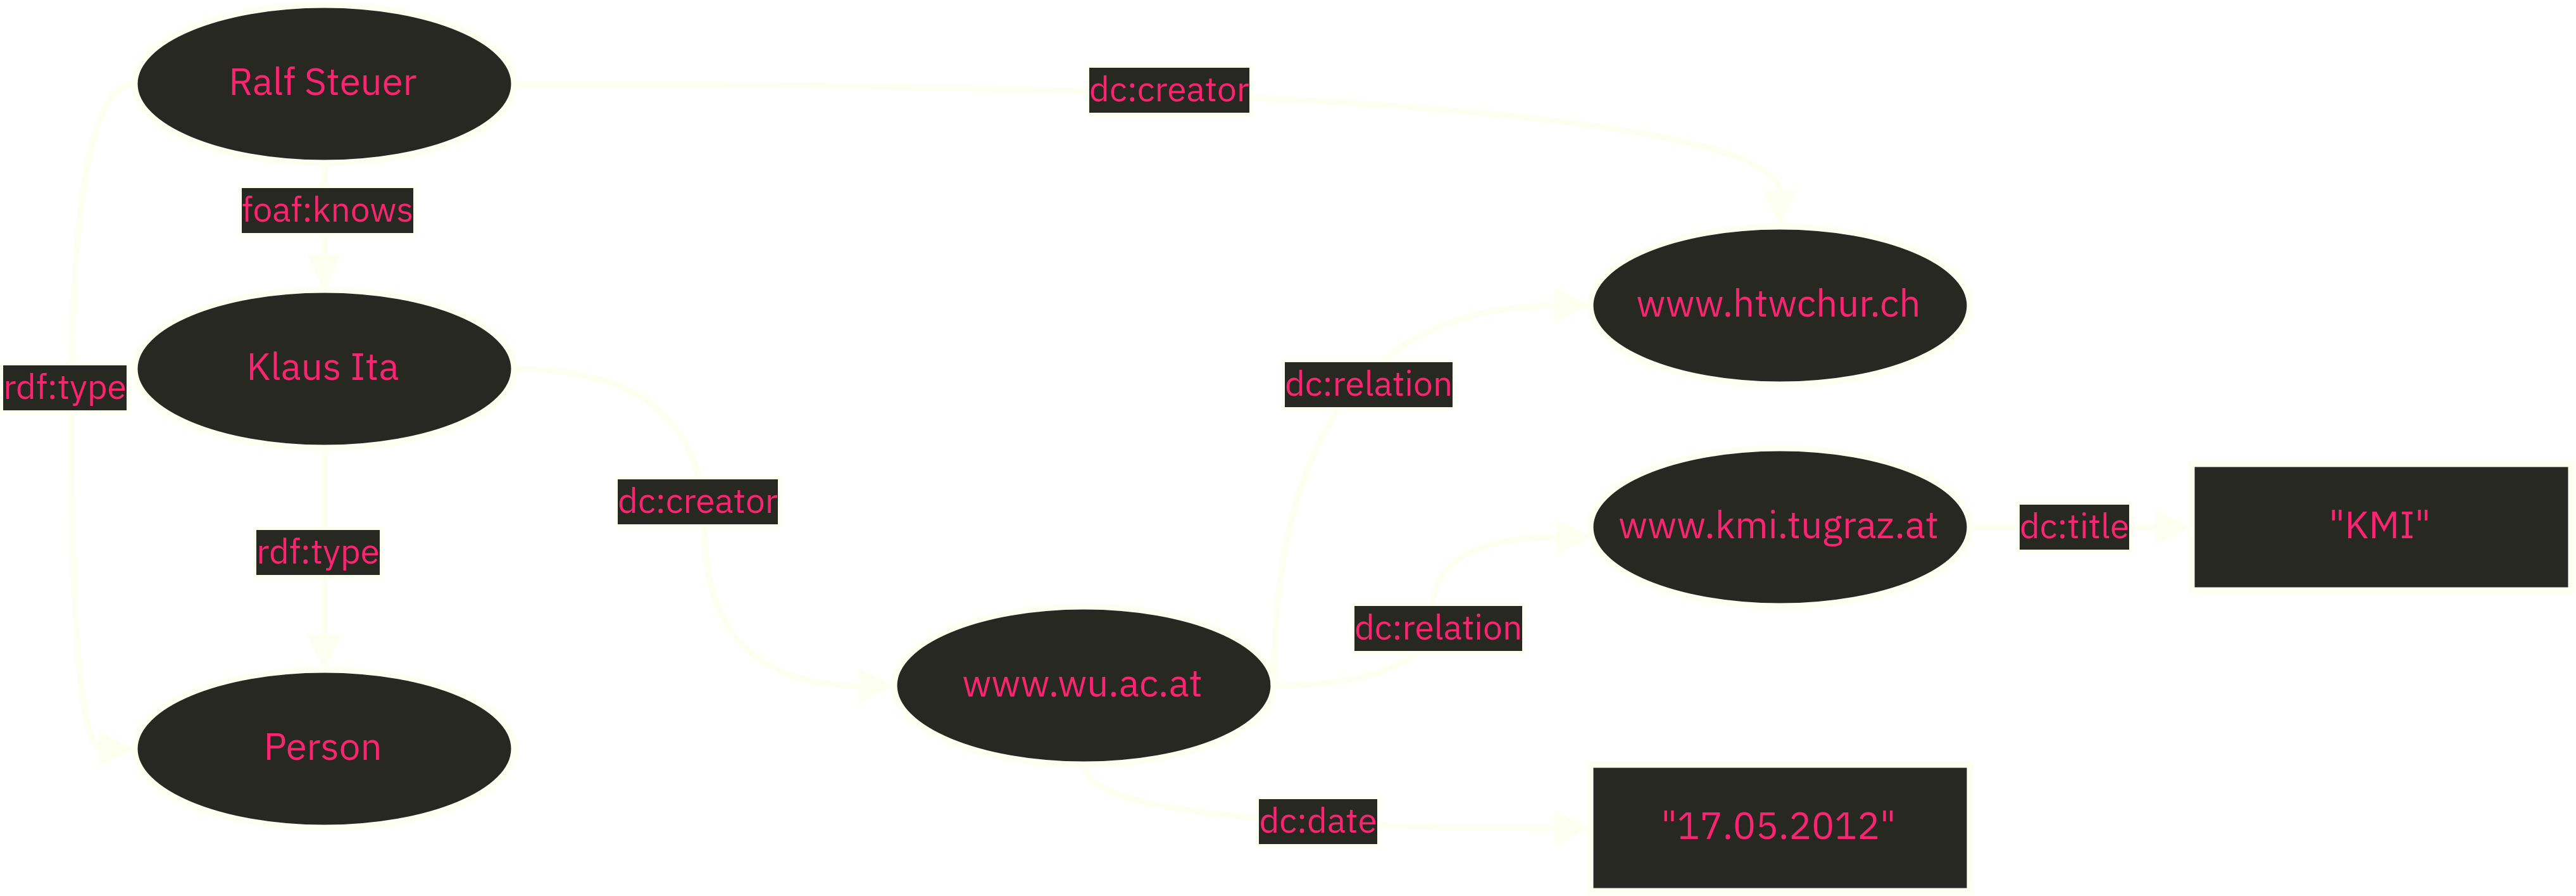 Ralf Steuer
dc:creator
foaf:knows
www.htwchur.ch
Klaus Ita
rdf:type
dc:relation
dc:creator
www.kmi.tugraz.at
dc:title
"KMI"
rdf:type
dc:relation
www.wu.ac.at
Person
dc:date
"17.05.2012"